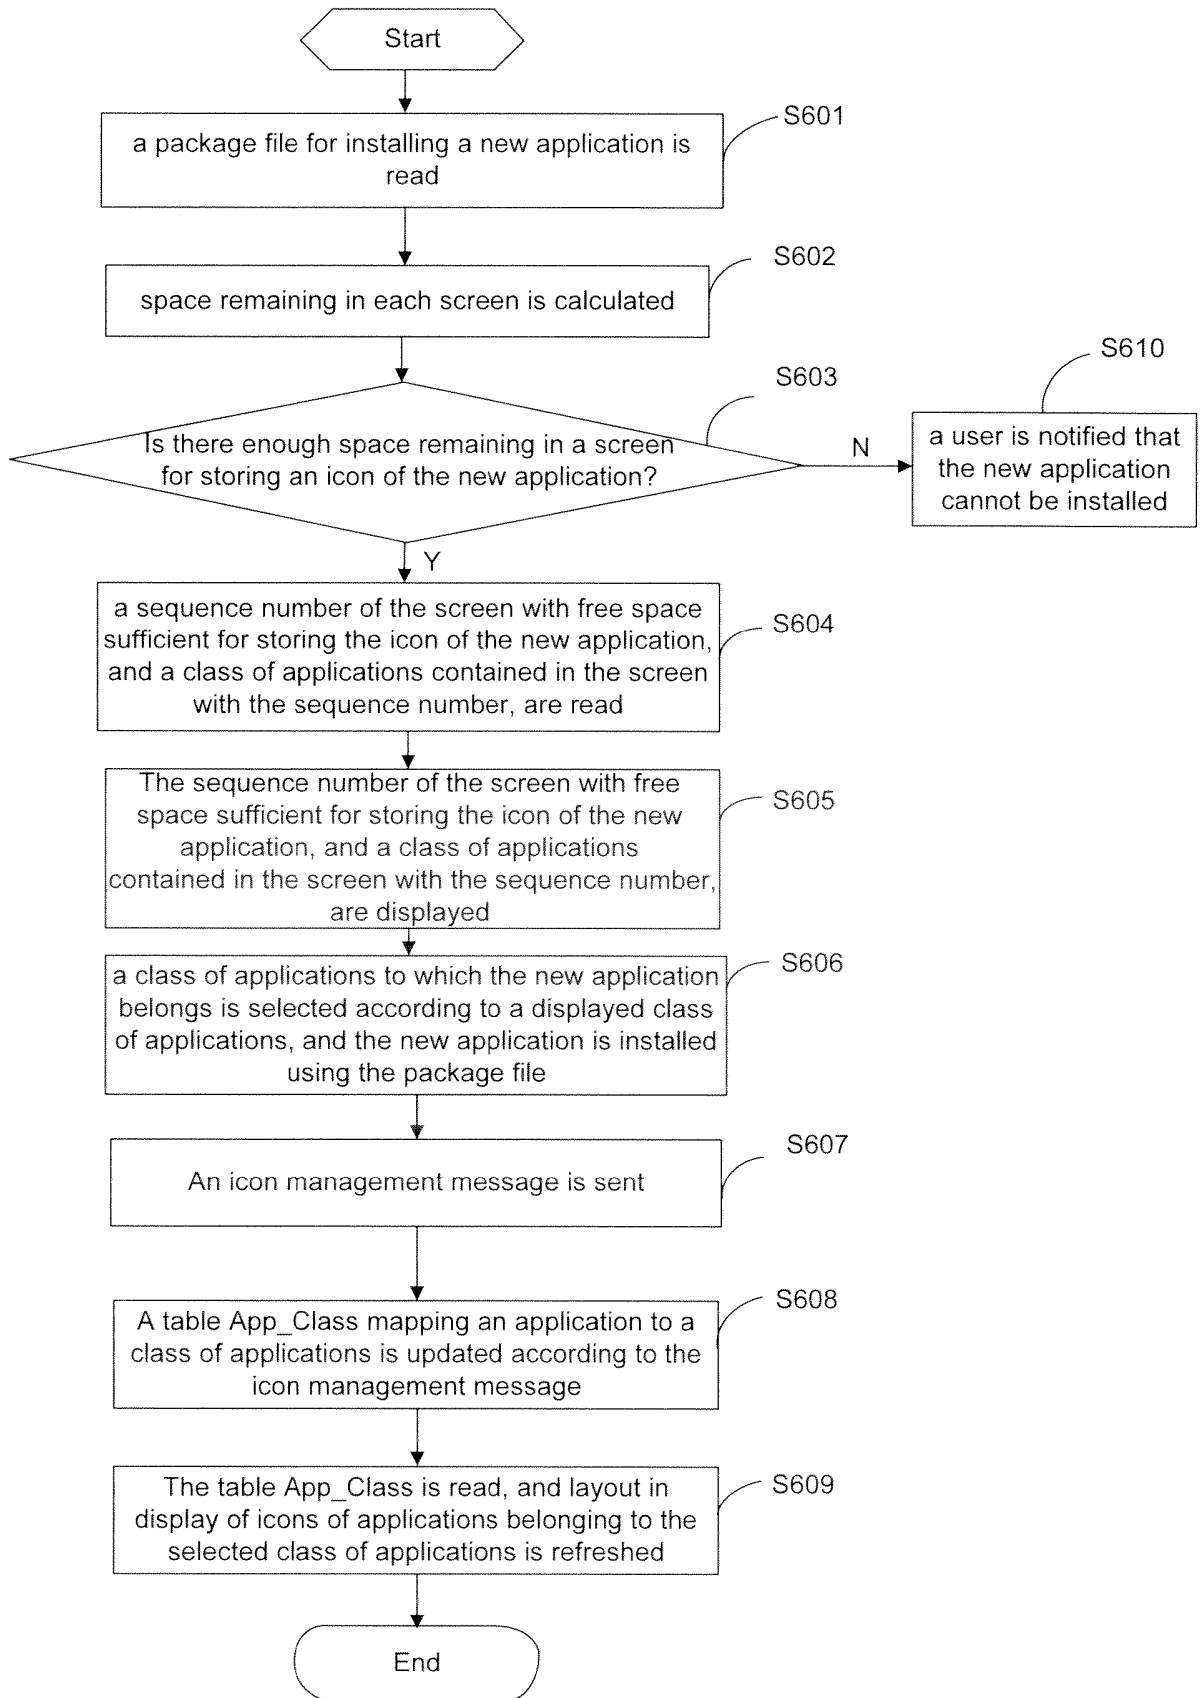 Start
S601
a package file for installing a new application is
read
S602
space remaining in each screen is calculated
S603
Is there enough space remaining in a screen
for storing an icon of the new application?
N
S610
a user is notified that
the new application
cannot be installed
Y
S604
a sequence number of the screen with free space
sufficient for storing the icon of the new application,
and a class of applications contained in the screen
with the sequence number, are read
S605
The sequence number of the screen with free
space sufficient for storing the icon of the new
application, and a class of applications
contained in the screen with the sequence number,
are displayed
S606
a class of applications to which the new application
belongs is selected according to a displayed class
of applications, and the new application is installed
using the package file
S607
An icon management message is sent
S608
A table App_Class mapping an application to a
class of applications is updated according to the
icon management message
S609
The table App_Class is read, and layout in
display of icons of applications belonging to the
selected class of applications is refreshed
End